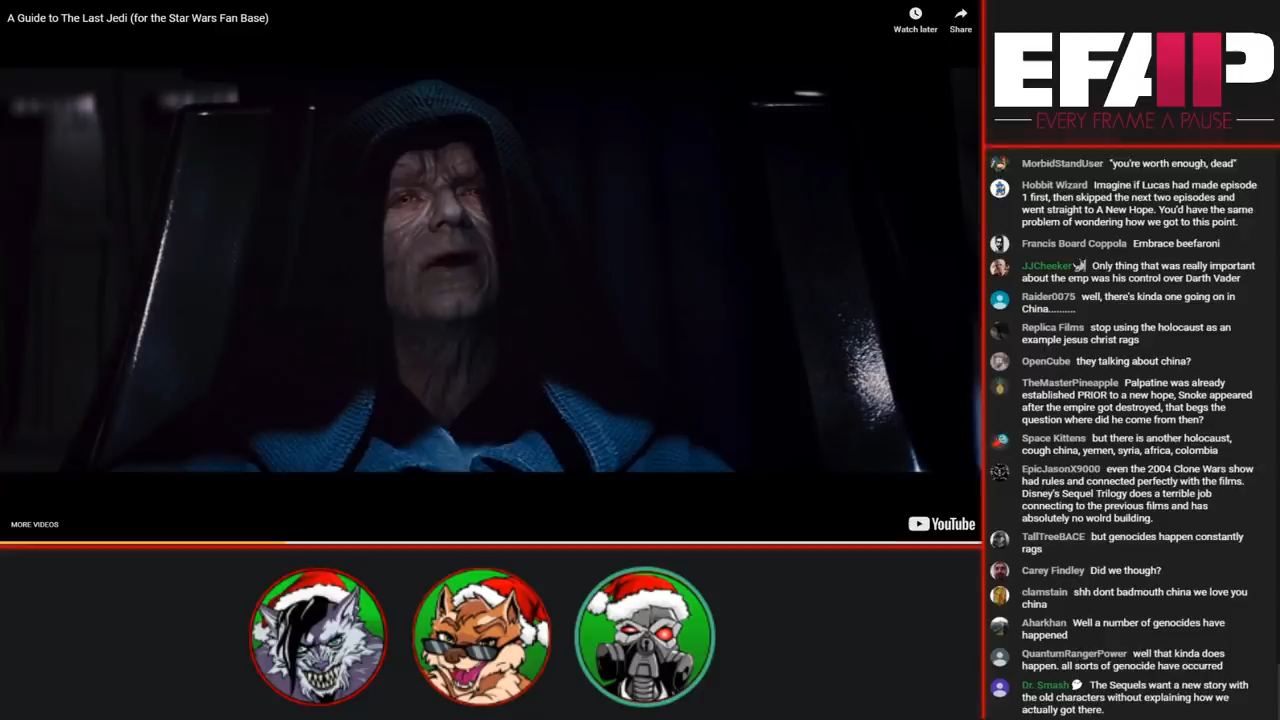 A Guide to The Last Jedi (for the Star Wars Fan Base)
Watch later
Share
MORE VIDEOS
YouTube
EFAP
EVERY FRAME A PAUSE
MorbidStandUser "you're worth enough, dead"
Hobbit Wizard Imagine if Lucas had made episode
1 first, then skipped the next two episodes and
went straight to A New Hope. You'd have the same
problem of wondering how we got to this point.
Francis Board Coppola Embrace beefaroni
JJCheeker Only thing that was really important
about the emp was his control over Darth Vader
Raider0075 well, there's kinda one going on in
China..........
Replica Films stop using the holocaust as an
example jesus christ rags
OpenCube they talking about china?
TheMasterPineapple Palpatine was already
established PRIOR to a new hope, Snoke appeared
after the empire got destroyed, that begs the
question where did he come from then?
Space Kittens but there is another holocaust,
cough china, yemen, syria, africa, colombia
EpicJasonX9000 even the 2004 Clone Wars show
had rules and connected perfectly with the films.
Disney's Sequel Trilogy does a terrible job
connecting to the previous films and has
absolutely no wolrd building.
TallTreeBACE but genocides happen constantly
rags
Carey Findley Did we though?
clamstain shh dont badmouth china we love you
china
Aharkhan Well a number of genocides have
happened
QuantumRangerPower well that kinda does
happen. all sorts of genocide have occurred
Dr. Smash The Sequels want a new story with
the old characters without explaining how we
actually got there.